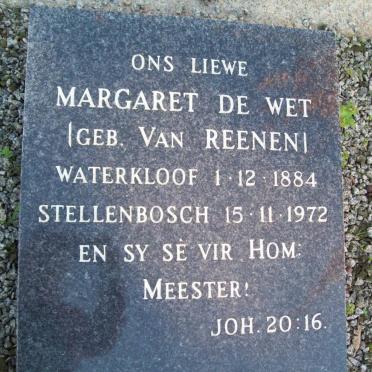 ONS LIEWE
MARGARET DE WET
(GEB. VAN REENEN)
WATERKLOOF 1·12·1884
STELLENBOSCH 15·11·1972
EN SY SÊ VIR HOM:
MEESTER!
JOH. 20:16.